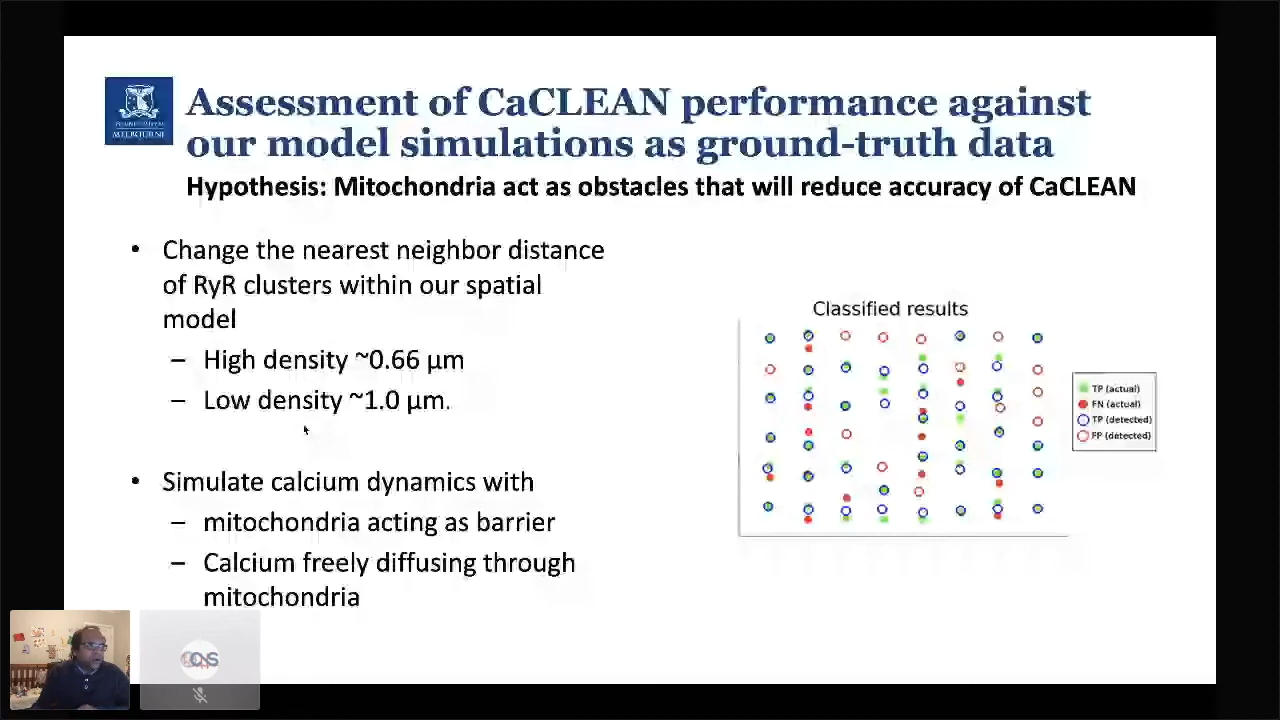 Assessment of CaCLEAN performance against
our model simulations as ground-truth data
MELBOURNE
Hypothesis: Mitochondria act as obstacles that will reduce accuracy of CaCLEAN
• Change the nearest neighbor distance
of RyR clusters within our spatial
model
– High density ~0.66 µm
– Low density ~1.0 µm.
• Simulate calcium dynamics with
– mitochondria acting as barrier
– Calcium freely diffusing through
mitochondria
Classified results
TP (actual)
FN (actual)
TP (detected)
FP (detected)